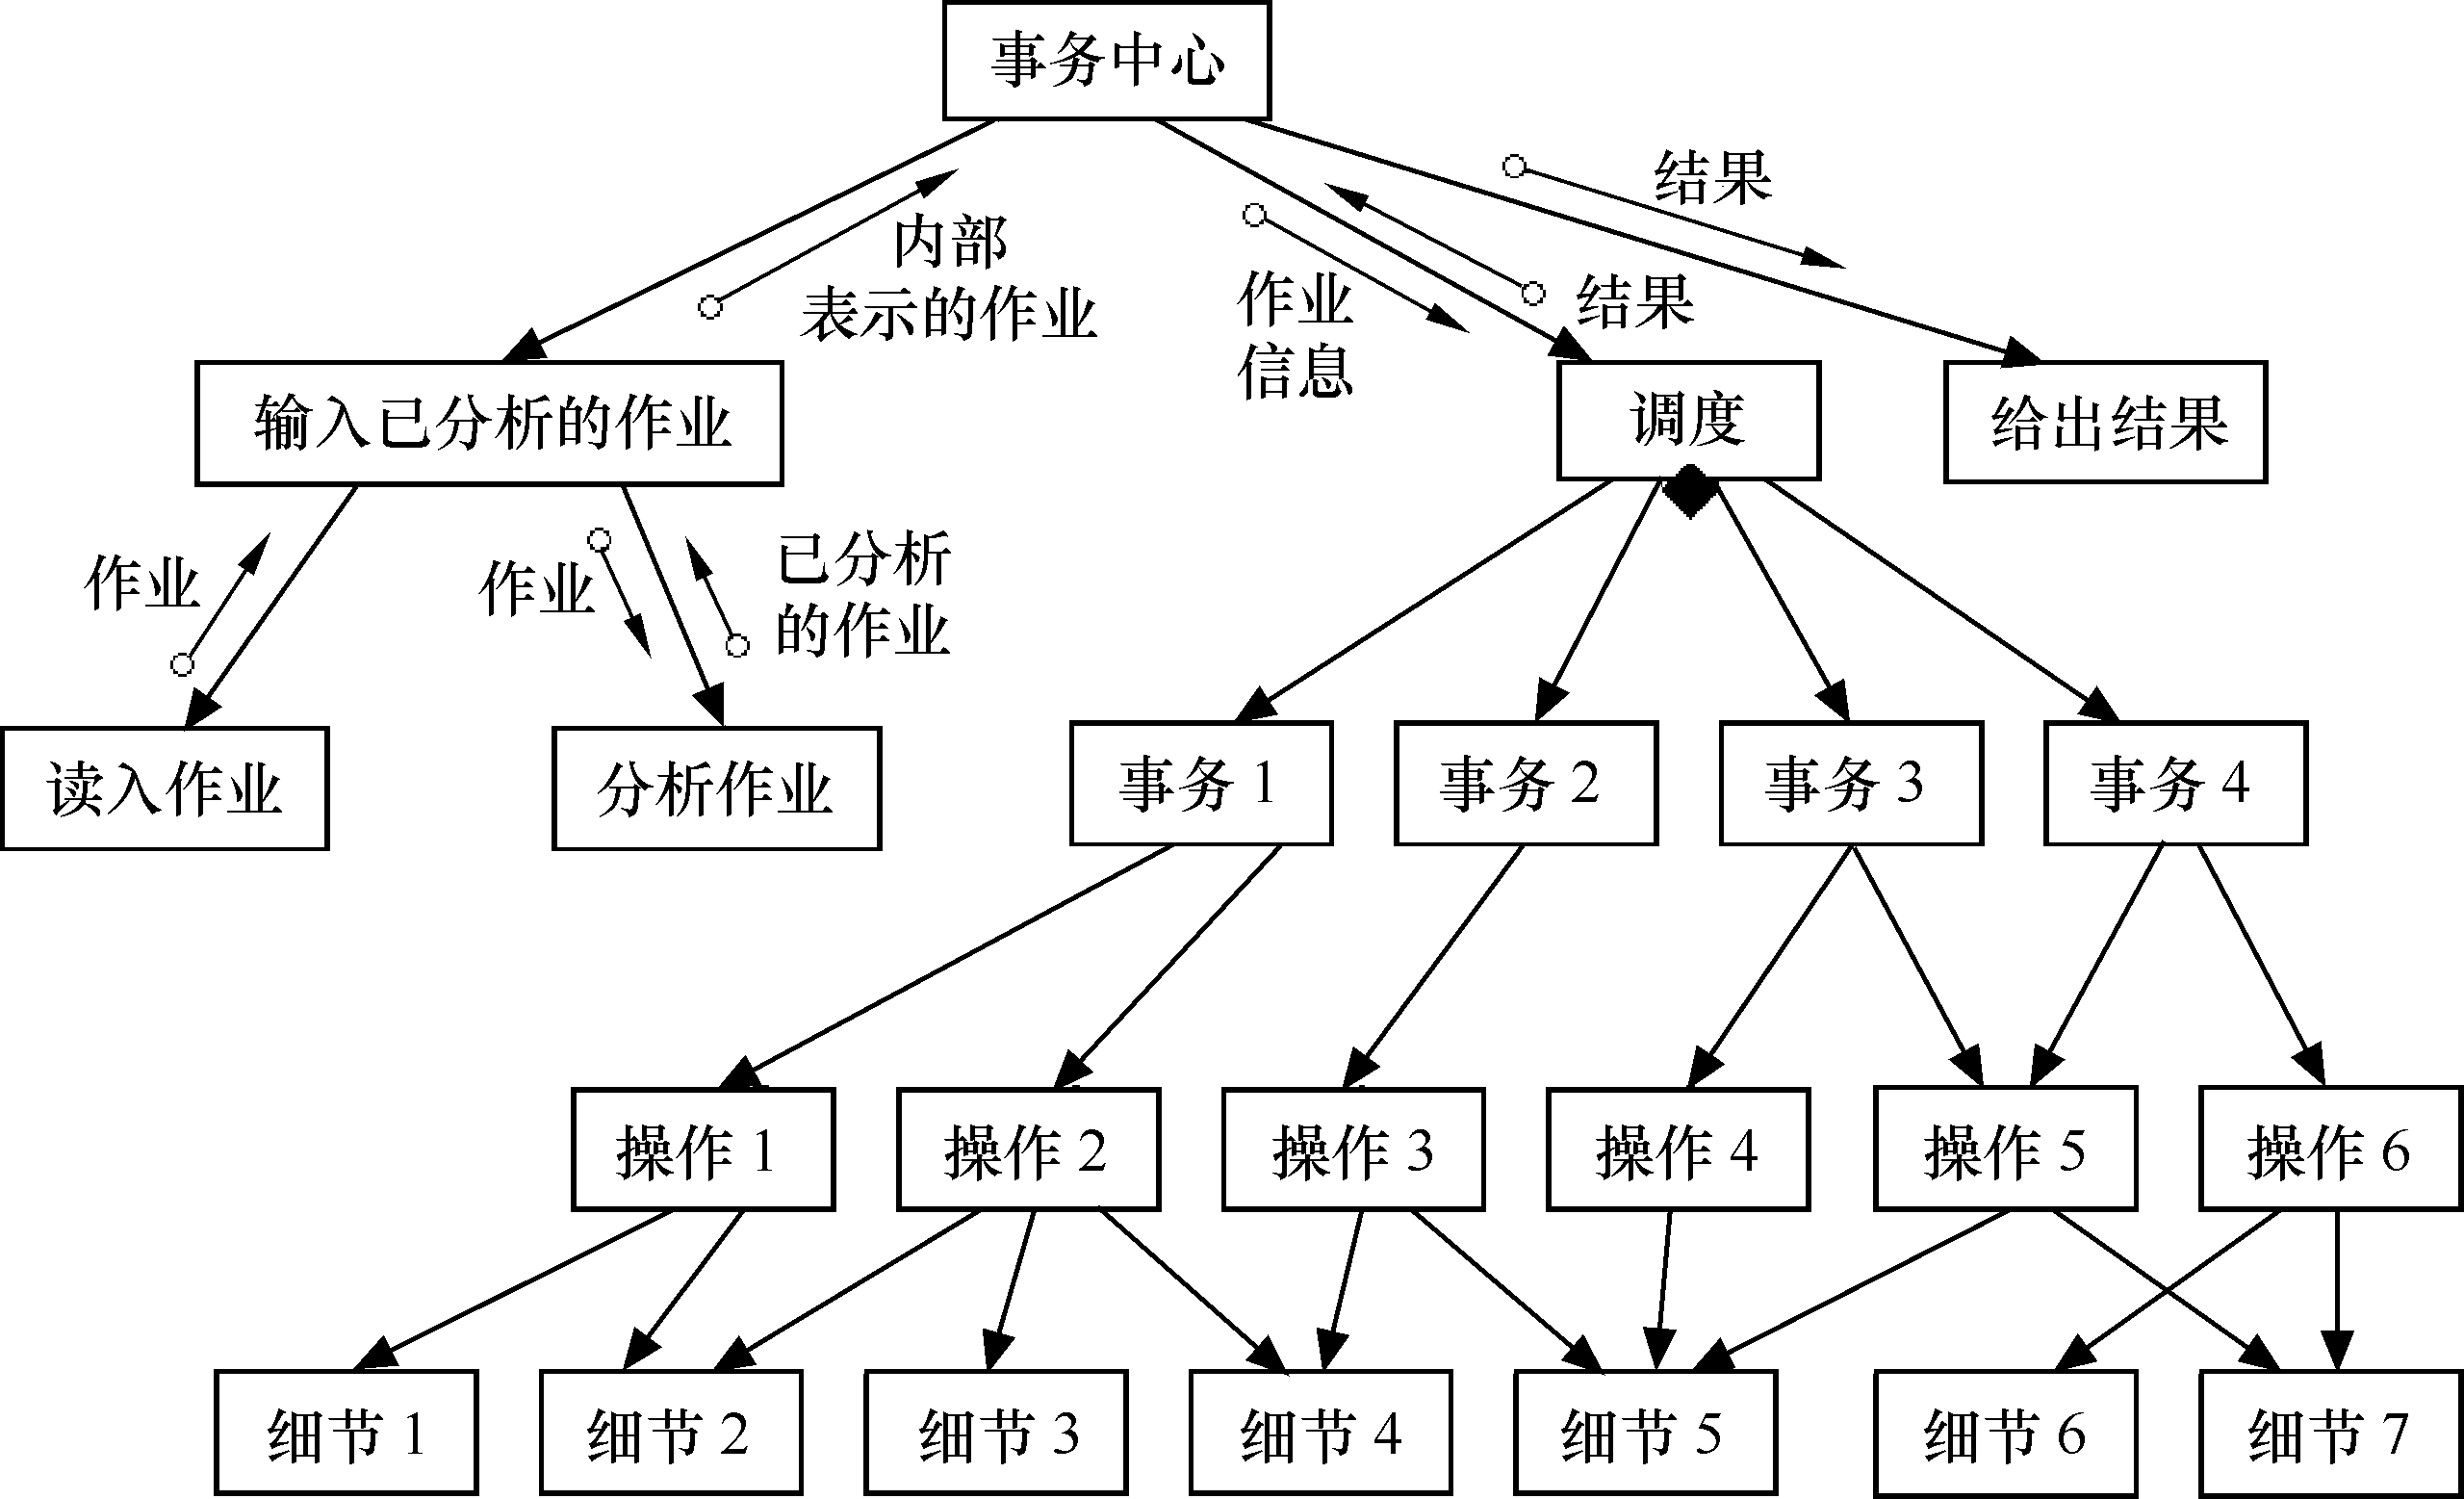 事务中心
结果
内部
表示的作业
作业
信息
结果
输入已分析的作业
调度
给出结果
作业
作业
已分析
的作业
读入作业
分析作业
事务 1
事务 2
事务 3
事务 4
操作 1
操作 2
操作 3
操作 4
操作 5
操作 6
细节 1
细节 2
细节 3
细节 4
细节 5
细节 6
细节 7